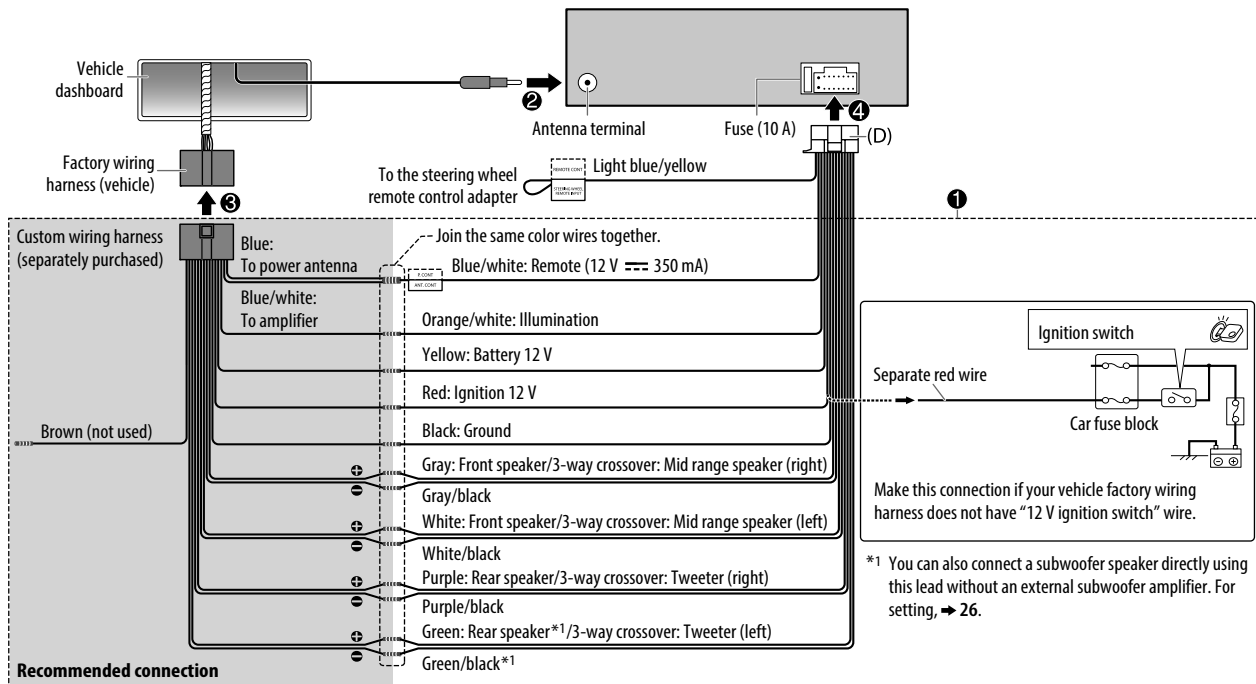 Vehicle
dashboard
❷
Antenna terminal
Fuse (10 A)
❹
(D)
Factory wiring
harness (vehicle)
To the steering wheel
remote control adapter
REMOTE CONT
STEERING WHEEL
REMOTE INPUT
Light blue/yellow
❸
❶
Custom wiring harness
(separately purchased)
Blue:
To power antenna
Join the same color wires together.
P. CONT
ANT. CONT
Blue/white: Remote (12 V ⎓ 350 mA)
Blue/white:
To amplifier
Orange/white: Illumination
Yellow: Battery 12 V
Red: Ignition 12 V
Brown (not used)
Black: Ground
Gray: Front speaker/3-way crossover: Mid range speaker (right)
Gray/black
White: Front speaker/3-way crossover: Mid range speaker (left)
White/black
Purple: Rear speaker/3-way crossover: Tweeter (right)
Purple/black
Green: Rear speaker*1/3-way crossover: Tweeter (left)
Green/black*1
Recommended connection
Ignition switch
Separate red wire
Car fuse block
Make this connection if your vehicle factory wiring
harness does not have “12 V ignition switch” wire.
*1 You can also connect a subwoofer speaker directly using
this lead without an external subwoofer amplifier. For
setting, ➜ 26.